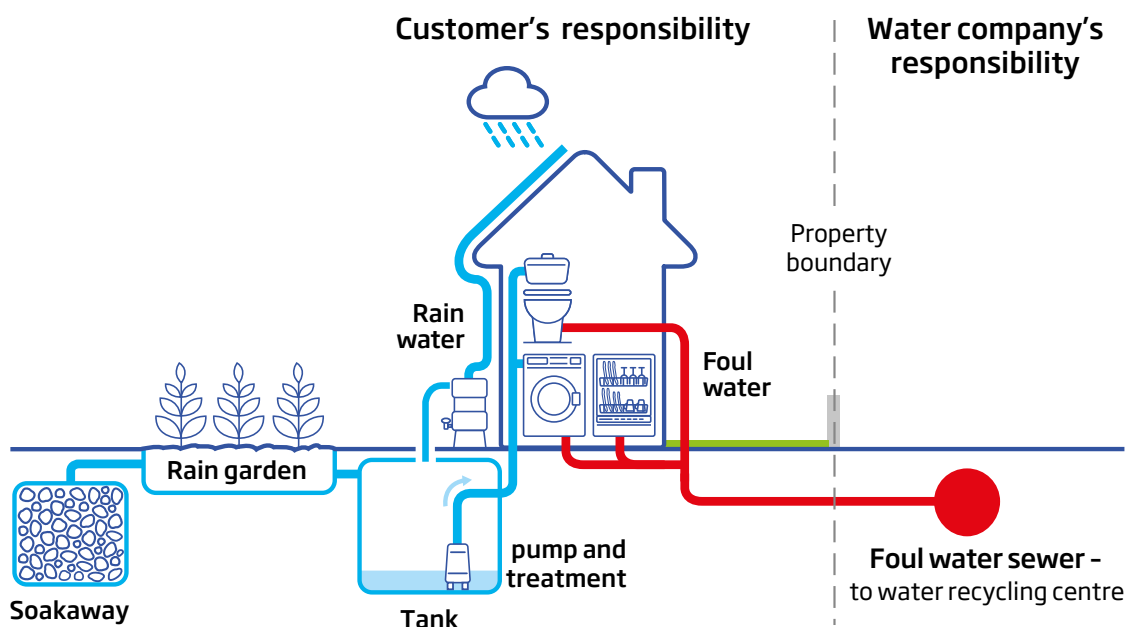 Customer's responsibility
Water company's
responsibility
Property
boundary
Rain
water
Foul
water
Rain garden
pump and
treatment
Soakaway
Tank
Foul water sewer –
to water recycling centre